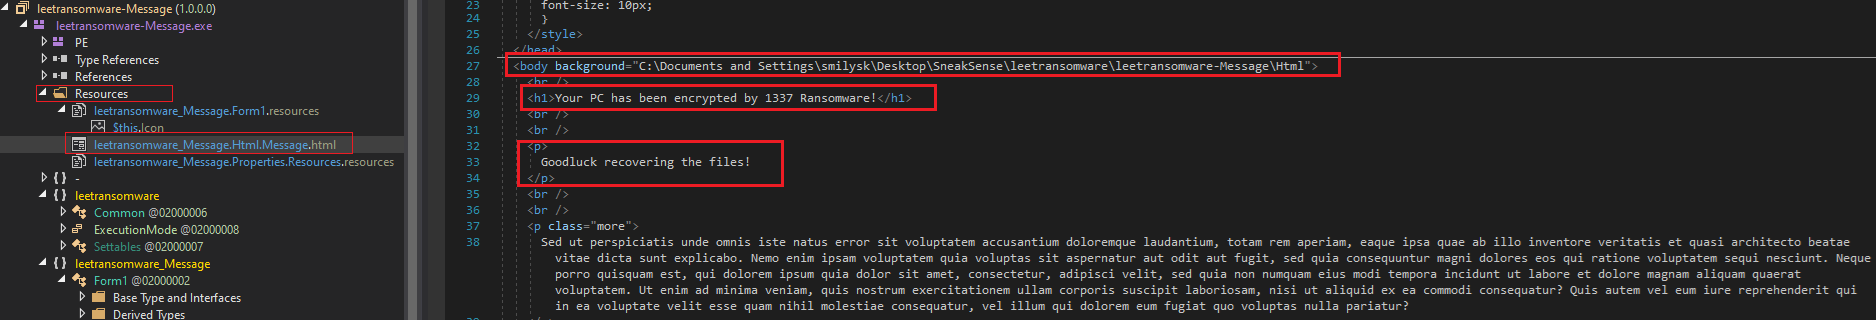 leetransomware-Message (1.0.0.0)
leetransomware-Message.exe
PE
Type References
References
Resources
leetransomware_Message.Form1.resources
$this.Icon
leetransomware_Message.Html.Message.html
leetransomware_Message.Properties.Resources.resources
{ } -
{ } leetransomware
Common @02000006
ExecutionMode @02000008
Settables @02000007
{ } leetransomware_Message
Form1 @02000002
Base Type and Interfaces
Derived Types
23 font-size: 10px;
24 }
25 </style>
26 </head>
27 <body background="C:\Documents and Settings\smilysk\Desktop\SneakSense\leetransomware\leetransomware-Message\Html">
28 <br />
29 <h1>Your PC has been encrypted by 1337 Ransomware!</h1>
30 <br />
31 <br />
32 <p>
33 Goodluck recovering the files!
34 </p>
35 <br />
36 <br />
37 <p class="more">
38 Sed ut perspiciatis unde omnis iste natus error sit voluptatem accusantium doloremque laudantium, totam rem aperiam, eaque ipsa quae ab illo inventore veritatis et quasi architecto beatae
vitae dicta sunt explicabo. Nemo enim ipsam voluptatem quia voluptas sit aspernatur aut odit aut fugit, sed quia consequuntur magni dolores eos qui ratione voluptatem sequi nesciunt. Neque
porro quisquam est, qui dolorem ipsum quia dolor sit amet, consectetur, adipisci velit, sed quia non numquam eius modi tempora incidunt ut labore et dolore magnam aliquam quaerat
voluptatem. Ut enim ad minima veniam, quis nostrum exercitationem ullam corporis suscipit laboriosam, nisi ut aliquid ex ea commodi consequatur? Quis autem vel eum iure reprehenderit qui
in ea voluptate velit esse quam nihil molestiae consequatur, vel illum qui dolorem eum fugiat quo voluptas nulla pariatur?